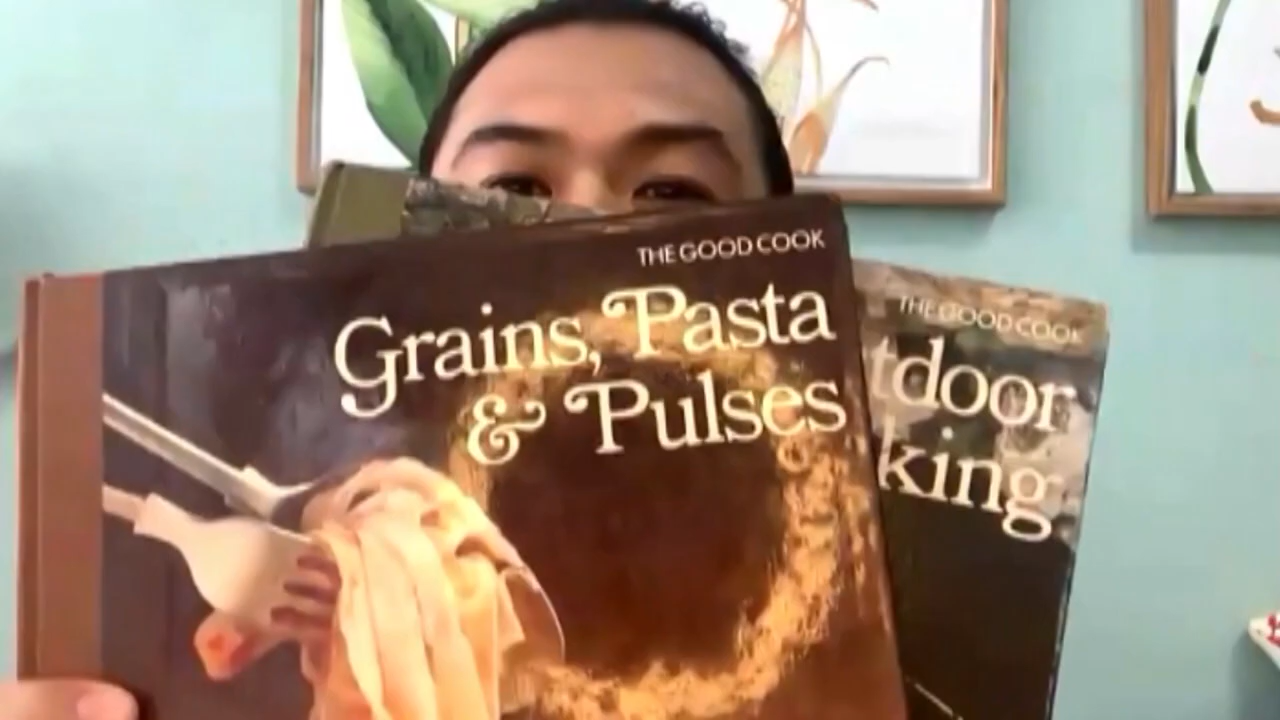 THE GOOD COOK
Grains, Pasta
& Pulses
THE GOOD COOK
tdoor
king